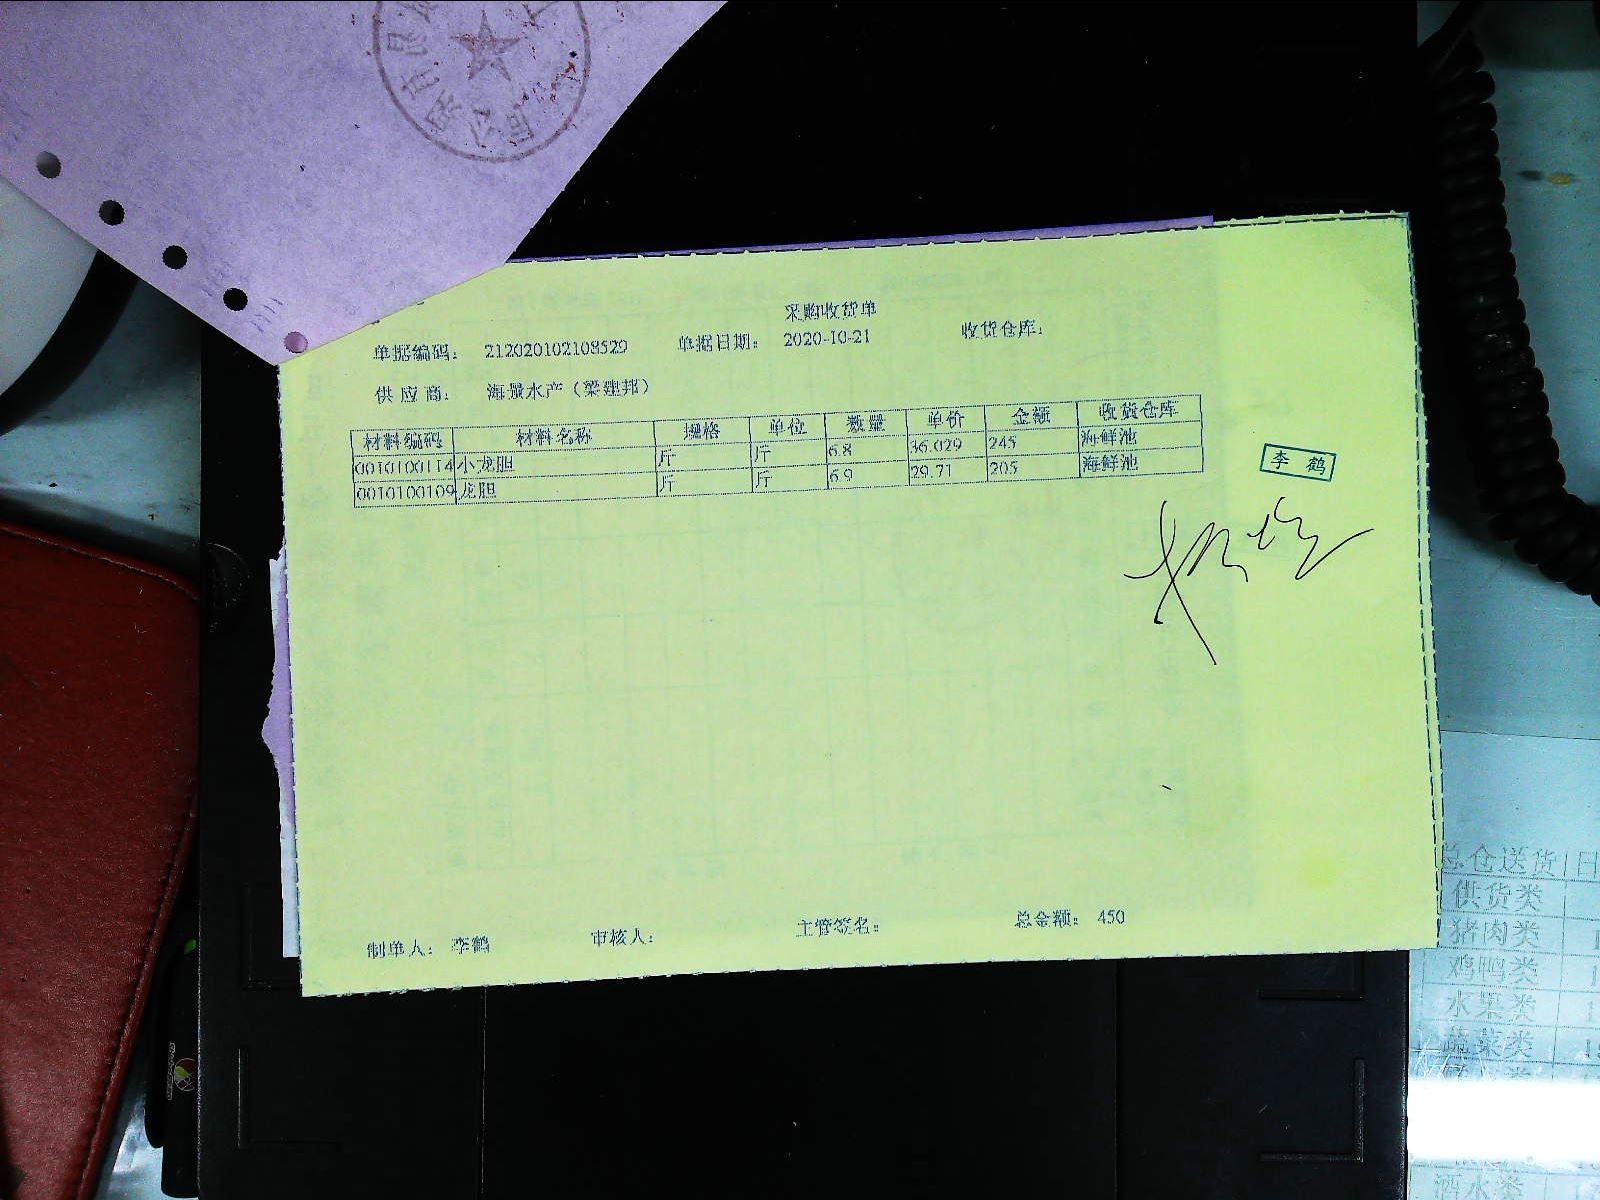 采购收货单
单据编码： 212020102108529 单据日期： 2020-10-21 收货仓库：
供应商： 海景水产（梁建邦）
材料编码 材料名称 规格 单位 数量 单价 金额 收货仓库
0010100114 小龙胆 斤 斤 6.8 36.029 245 海鲜池
0010100109 龙胆 斤 斤 6.9 29.71 205 海鲜池
李鹤
制单人： 李鹤 审核人： 主管签名： 总金额： 450
总仓送货 日
供货类
猪肉类
鸡鸭类
水果类
蔬菜类
酒水类